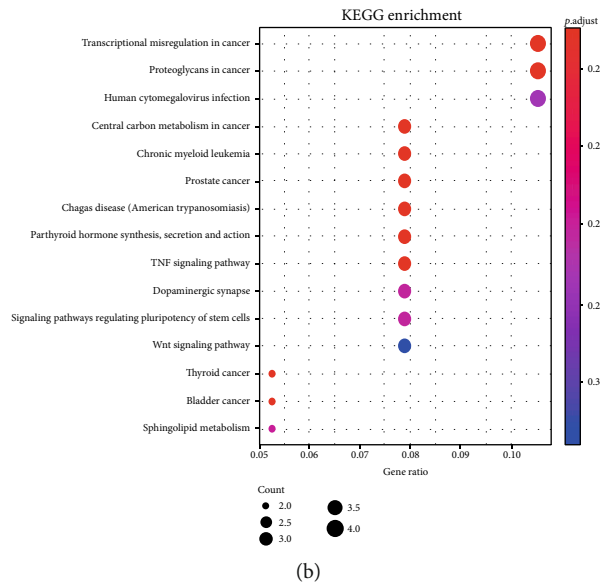 KEGG enrichment
p.adjust
Transcriptional misregulation in cancer
Proteoglycans in cancer
Human cytomegalovirus infection
Central carbon metabolism in cancer
Chronic myeloid leukemia
Prostate cancer
Chagas disease (American trypanosomiasis)
Parthyroid hormone synthesis, secretion and action
TNF signaling pathway
Dopaminergic synapse
Signaling pathways regulating pluripotency of stem cells
Wnt signaling pathway
Thyroid cancer
Bladder cancer
Sphingolipid metabolism
0.2
0.2
0.2
0.2
0.3
0.05 0.06 0.07 0.08 0.09 0.10
Gene ratio
Count
2.0 3.5
2.5 4.0
3.0
(b)